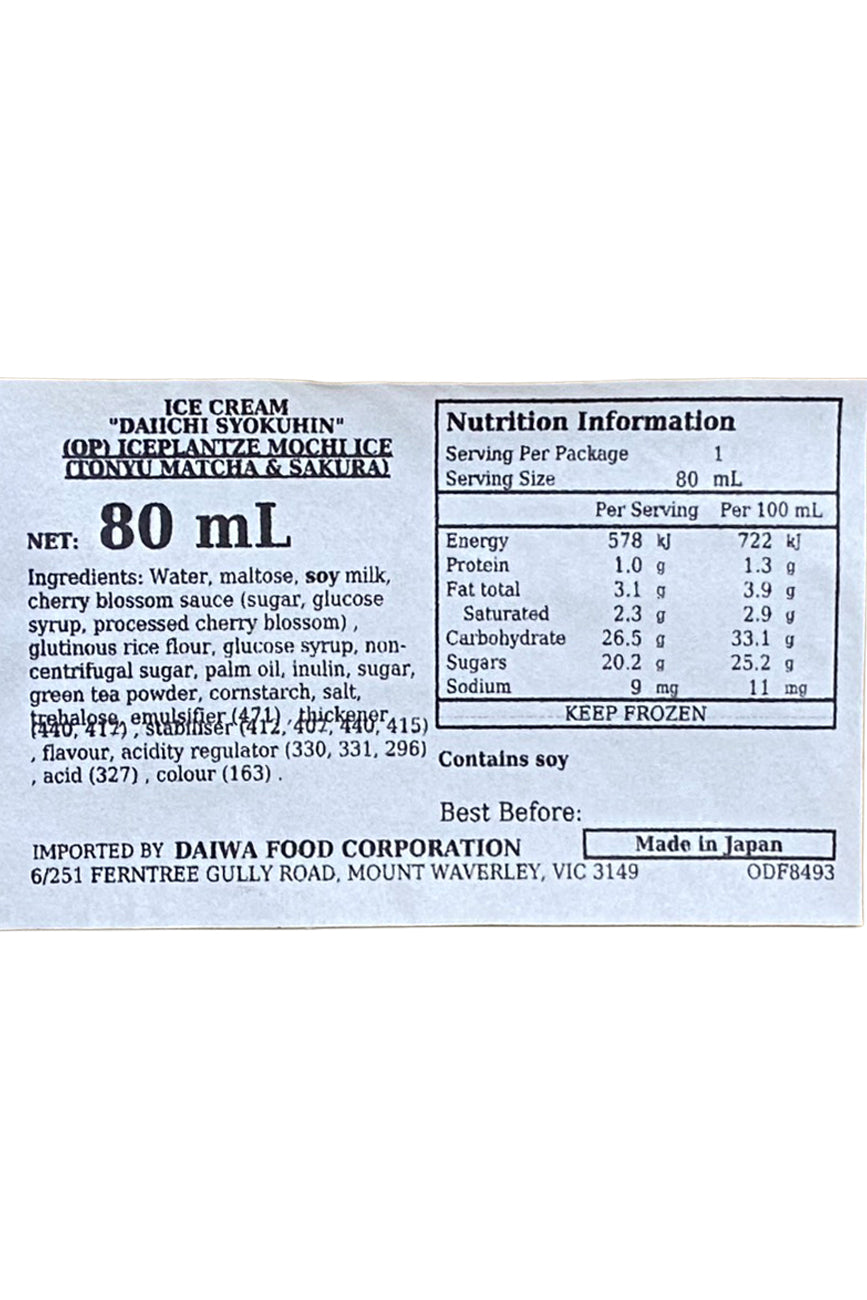 ICE CREAM
"DAIICHI SYOKUHIN"
(OP) ICEPLANTZE MOCHI ICE
(TONYU MATCHA & SAKURA)
NET: 80 mL
Ingredients: Water, maltose, soy milk,
cherry blossom sauce (sugar, glucose
syrup, processed cherry blossom) ,
glutinous rice flour, glucose syrup, non-
centrifugal sugar, palm oil, inulin, sugar,
green tea powder, cornstarch, salt,
trehalose, emulsifier (471) , thickener
(440, 417) , stabiliser (412, 407, 440, 415)
, flavour, acidity regulator (330, 331, 296)
, acid (327) , colour (163) .
Nutrition Information
Serving Per Package 1
Serving Size 80 mL
Per Serving Per 100 mL
Energy 578 kJ 722 kJ
Protein 1.0 g 1.3 g
Fat total 3.1 g 3.9 g
Saturated 2.3 g 2.9 g
Carbohydrate 26.5 g 33.1 g
Sugars 20.2 g 25.2 g
Sodium 9 mg 11 mg
KEEP FROZEN
Contains soy
Best Before:
IMPORTED BY DAIWA FOOD CORPORATION
Made in Japan
6/251 FERNTREE GULLY ROAD, MOUNT WAVERLEY, VIC 3149
ODF8493